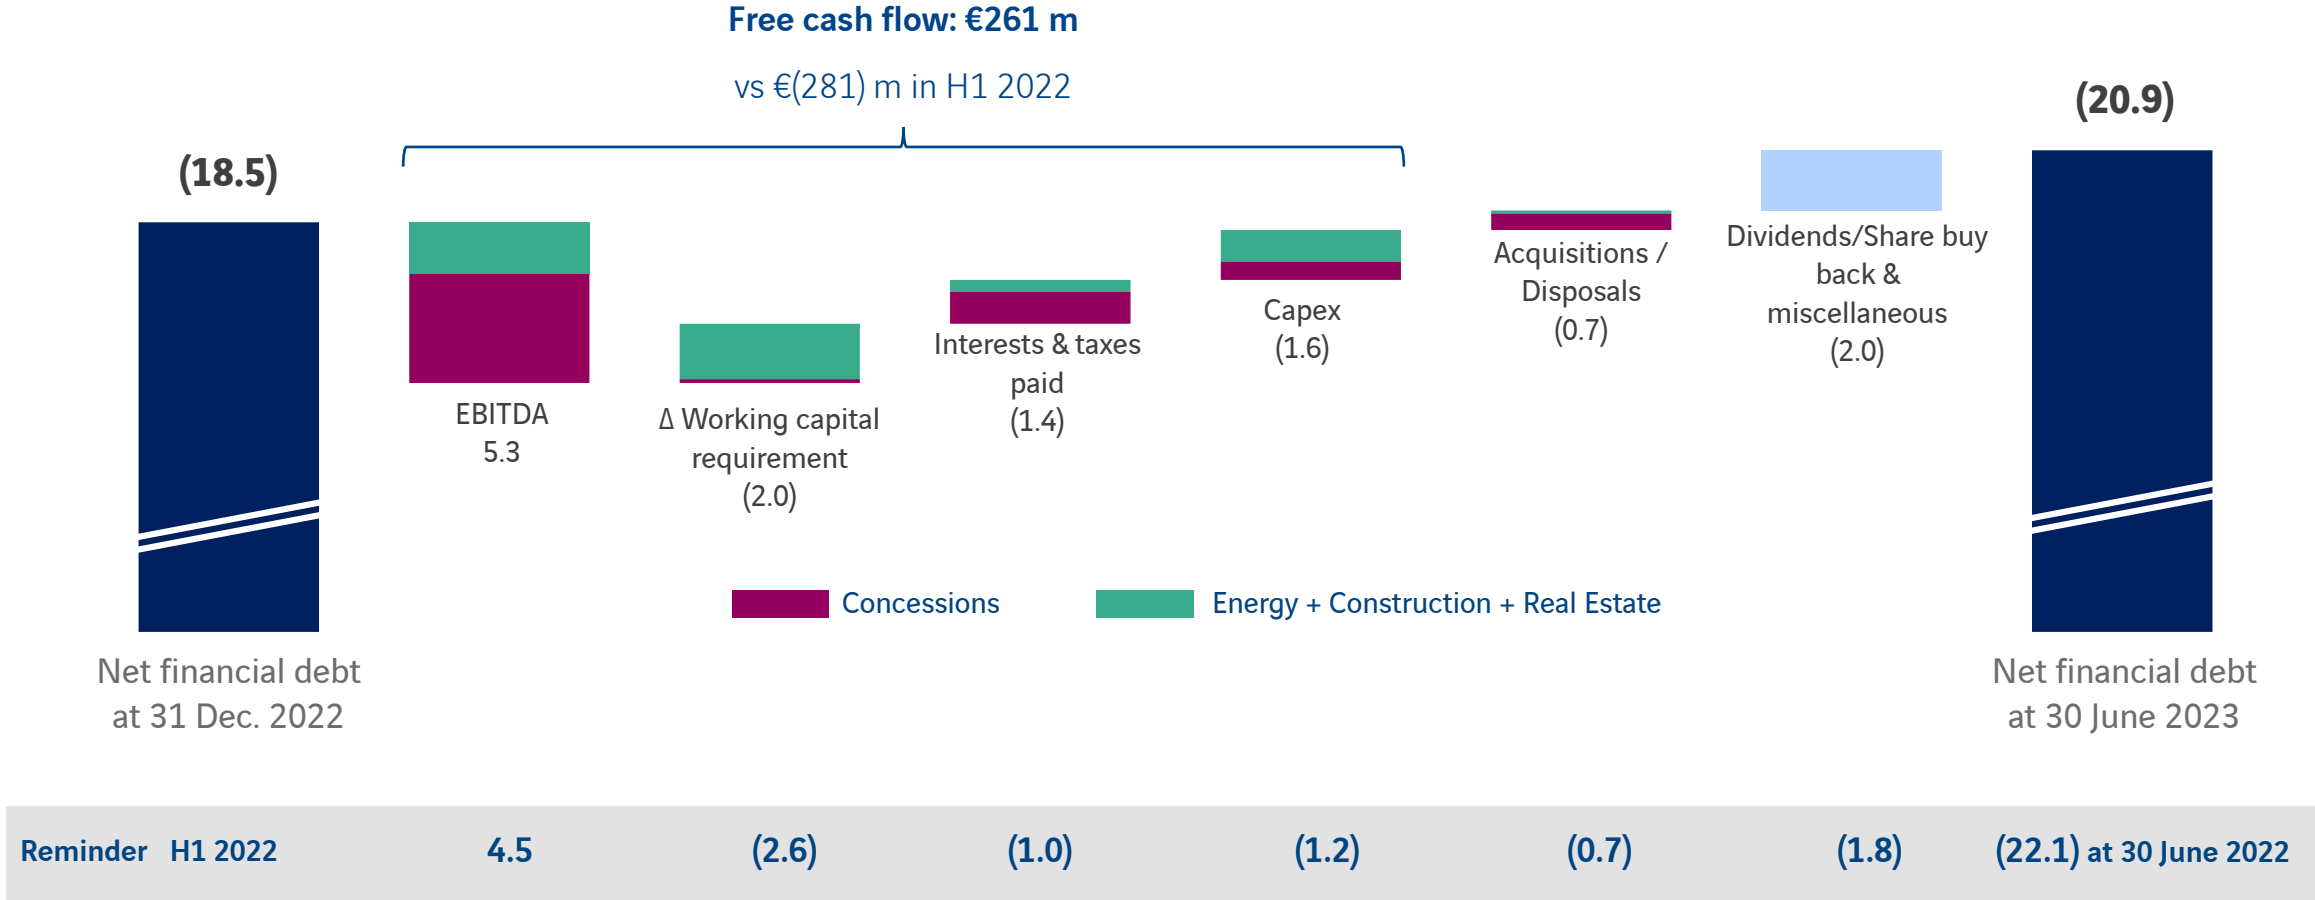 Free cash flow: €261 m
vs €(281) m in H1 2022
(18.5)
(20.9)
EBITDA
5.3
Δ Working capital
requirement
(2.0)
Interests & taxes
paid
(1.4)
Capex
(1.6)
Acquisitions /
Disposals
(0.7)
Dividends/Share buy
back &
miscellaneous
(2.0)
Concessions
Energy + Construction + Real Estate
Net financial debt
at 31 Dec. 2022
Net financial debt
at 30 June 2023
Reminder H1 2022 4.5 (2.6) (1.0) (1.2) (0.7) (1.8) (22.1) at 30 June 2022